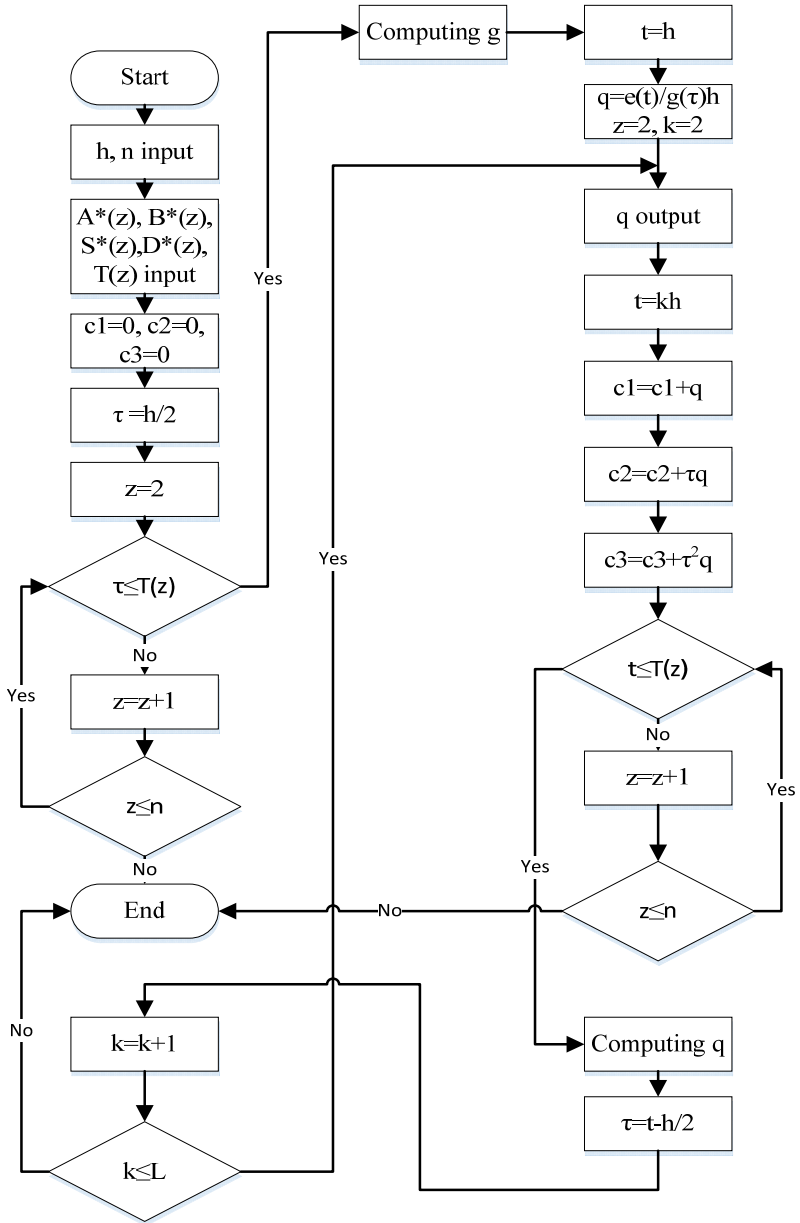 Start
h, n input
A*(z), B*(z),
S*(z),D*(z),
T(z) input
c1=0, c2=0,
c3=0
τ =h/2
z=2
τ≤T(z)
No
z=z+1
Yes
z≤n
No
End
No
k=k+1
k≤L
Yes
Computing g
t=h
q=e(t)/g(τ)h
z=2, k=2
Yes
q output
t=kh
c1=c1+q
c2=c2+τq
c3=c3+τ²q
t≤T(z)
No
z=z+1
Yes
z≤n
No
Yes
Computing q
τ=t-h/2